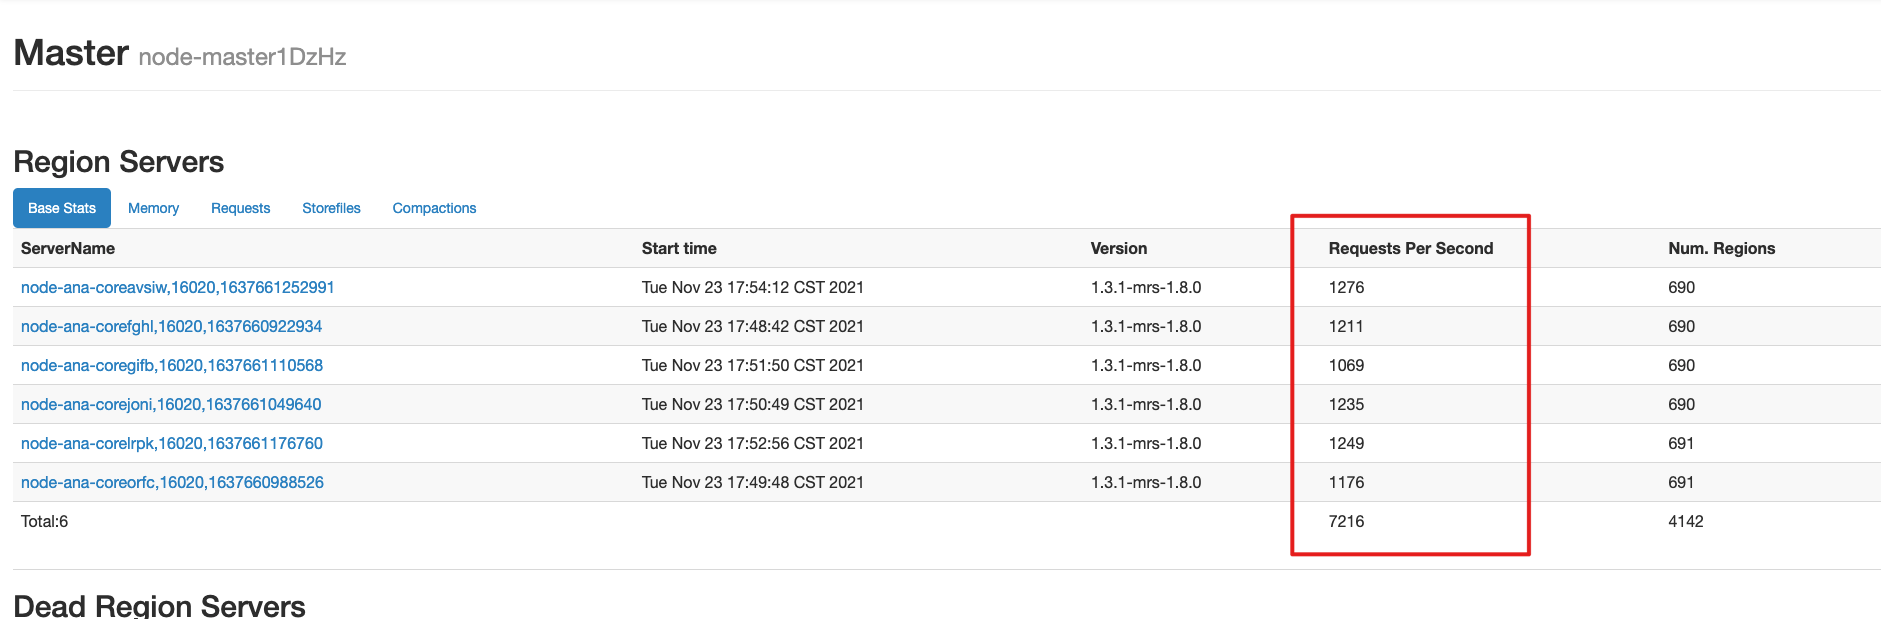 Master node-master1DzHz
Region Servers
Base Stats Memory Requests Storefiles Compactions
ServerName Start time Version Requests Per Second Num. Regions
node-ana-coreavsiw,16020,1637661252991 Tue Nov 23 17:54:12 CST 2021 1.3.1-mrs-1.8.0 1276 690
node-ana-corefghl,16020,1637660922934 Tue Nov 23 17:48:42 CST 2021 1.3.1-mrs-1.8.0 1211 690
node-ana-coregifb,16020,1637661110568 Tue Nov 23 17:51:50 CST 2021 1.3.1-mrs-1.8.0 1069 690
node-ana-corejoni,16020,1637661049640 Tue Nov 23 17:50:49 CST 2021 1.3.1-mrs-1.8.0 1235 690
node-ana-corelrpk,16020,1637661176760 Tue Nov 23 17:52:56 CST 2021 1.3.1-mrs-1.8.0 1249 691
node-ana-coreorfc,16020,1637660988526 Tue Nov 23 17:49:48 CST 2021 1.3.1-mrs-1.8.0 1176 691
Total:6 7216 4142
Dead Region Servers